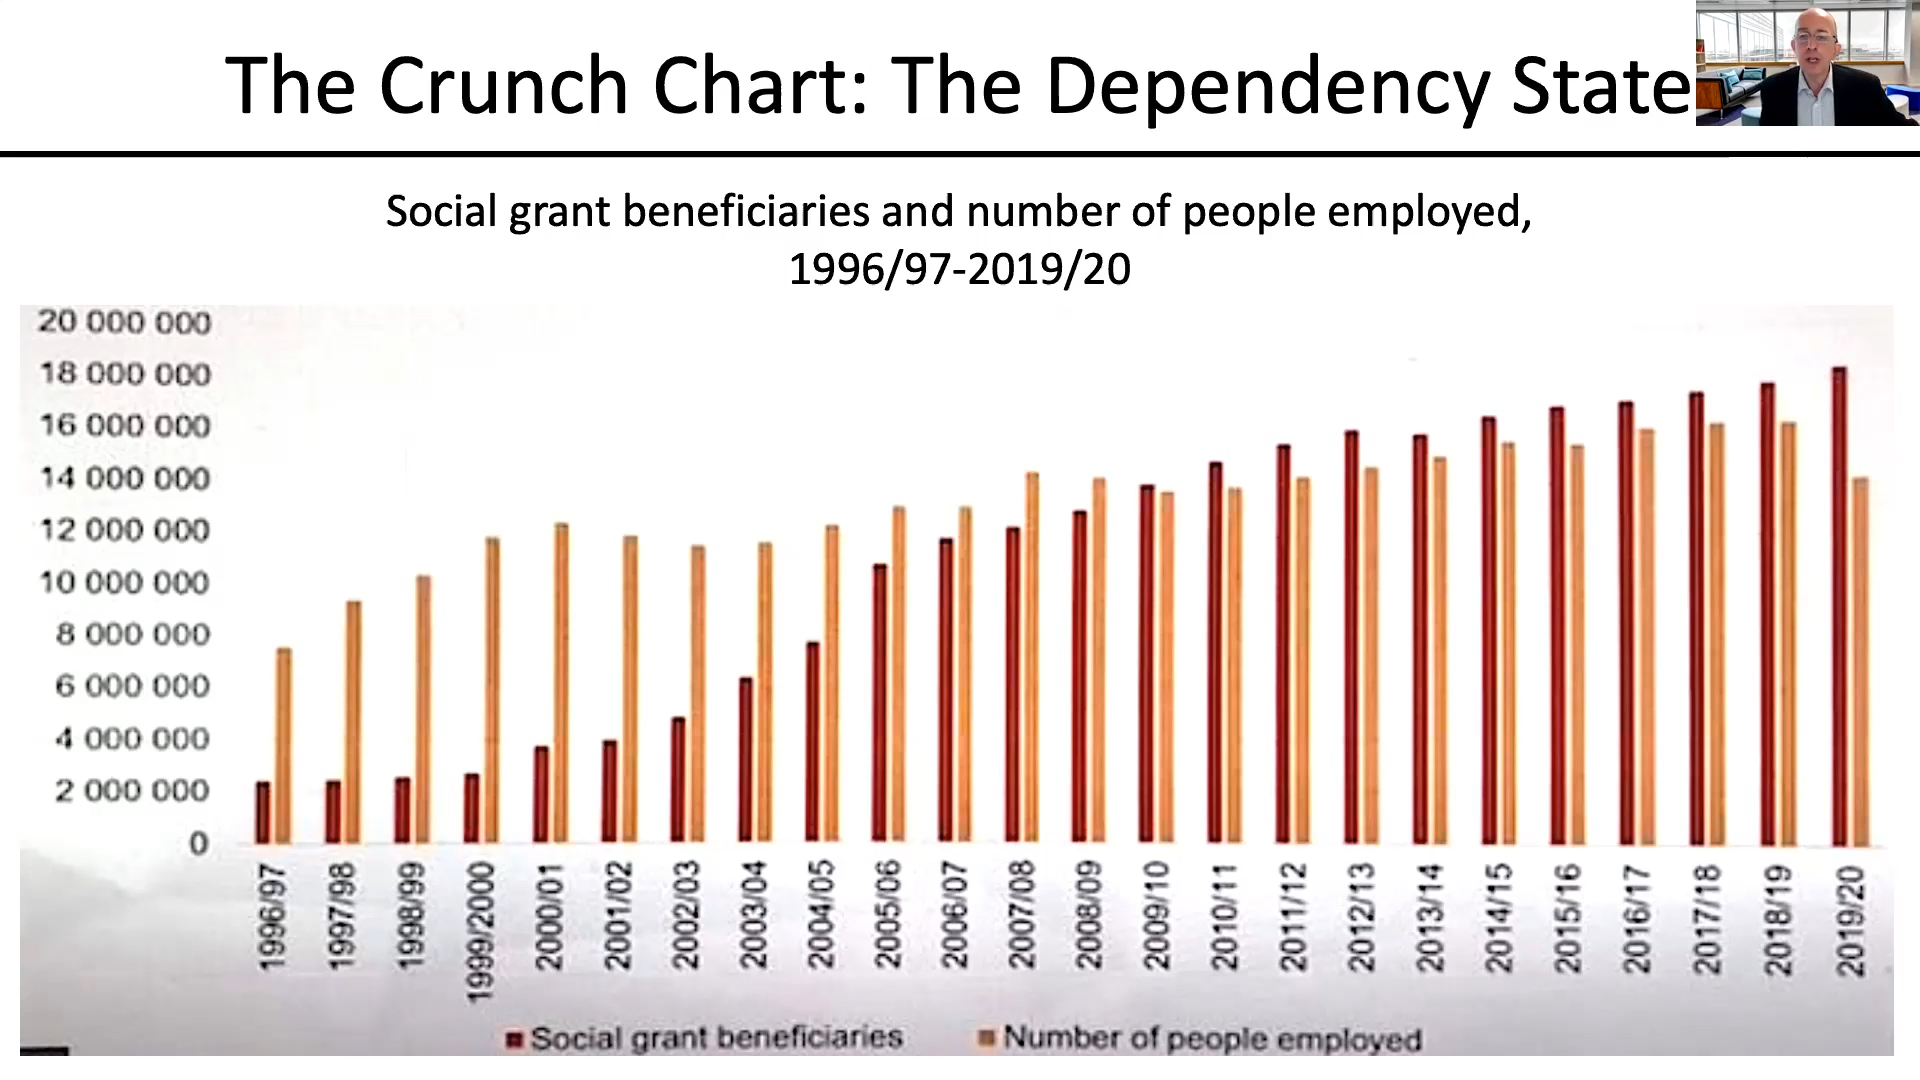 The Crunch Chart: The Dependency State
Social grant beneficiaries and number of people employed,
1996/97-2019/20
20 000 000
18 000 000
16 000 000
14 000 000
12 000 000
10 000 000
8 000 000
6 000 000
4 000 000
2 000 000
0
1996/97
1997/98
1998/99
1999/2000
2000/01
2001/02
2002/03
2003/04
2004/05
2005/06
2006/07
2007/08
2008/09
2009/10
2010/11
2011/12
2012/13
2013/14
2014/15
2015/16
2016/17
2017/18
2018/19
2019/20
Social grant beneficiaries
Number of people employed